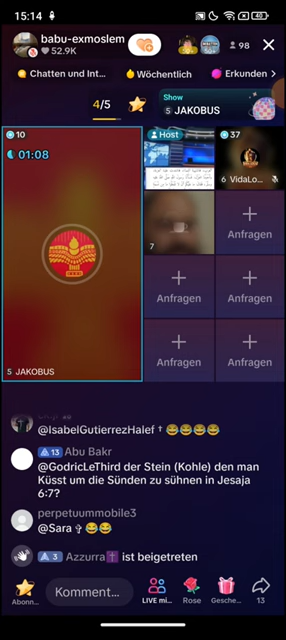 15:14
40
babu-exmoslem
52.9K
98
Chatten und Int...
Wöchentlich
Erkunden
4/5
Show
S JAKOBUS
10
01:08
Host
37
6 VidaLo...
7
Anfragen
Anfragen
Anfragen
Anfragen
Anfragen
S JAKOBUS
@IsabelGutierrezHalef † 😂😂😂😂
13 Abu Bakr
@GodricLeThird der Stein (Kohle) den man
Küsst um die Sünden zu sühnen in Jesaja
6:7?
perpetuummobile3
@Sara ✞ 😂😂
3 Azzurra✝️ ist beigetreten
Abonn...
Komment...
LIVE mi...
Rose
Gesche...
13